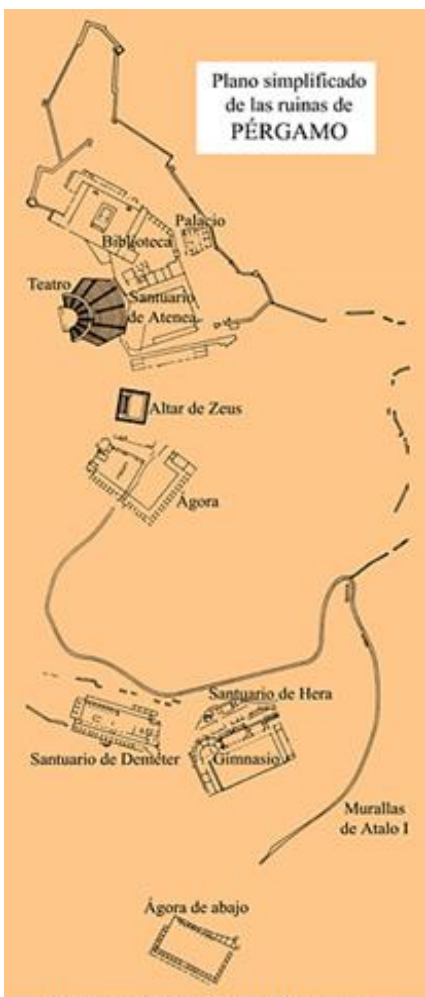 Plano simplificado
de las ruinas de
PÉRGAMO
Palacio
Biblioteca
Teatro
Santuario
de Atenea
Altar de Zeus
Ágora
Santuario de Hera
Santuario de Deméter
Gimnasio
Murallas
de Atalo I
Ágora de abajo